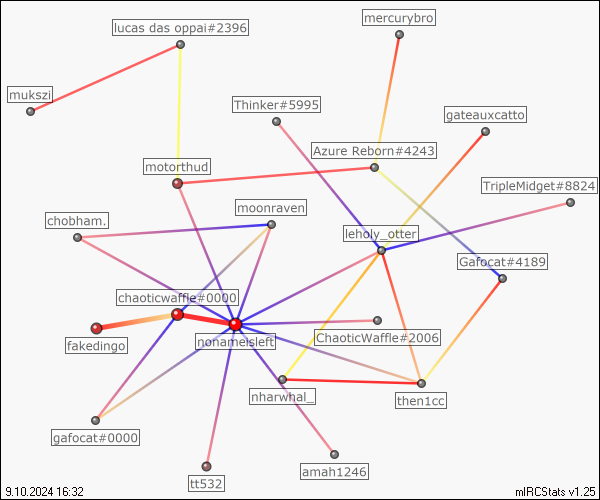 mercurybro
lucas das oppai#2396
mukszi
Thinker#5995
gateauxcatto
Azure Reborn#4243
motorthud
TripleMidget#8824
moonraven
chobham.
leholy_otter
Gafocat#4189
chaoticwaffle#0000
fakedingo
nonameisleft
ChaoticWaffle#2006
nharwhal_
then1cc
gafocat#0000
amah1246
tt532
9.10.2024 16:32
mIRCStats v1.25